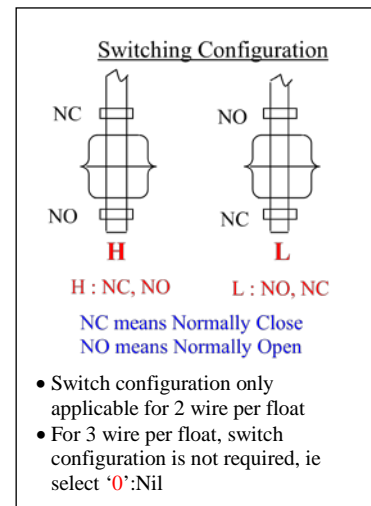 Switching Configuration
NC NO
NO NC
H L
H : NC, NO L : NO, NC
NC means Normally Close
NO means Normally Open
• Switch configuration only
applicable for 2 wire per float
• For 3 wire per float, switch
configuration is not required, ie
select ‘0’:Nil